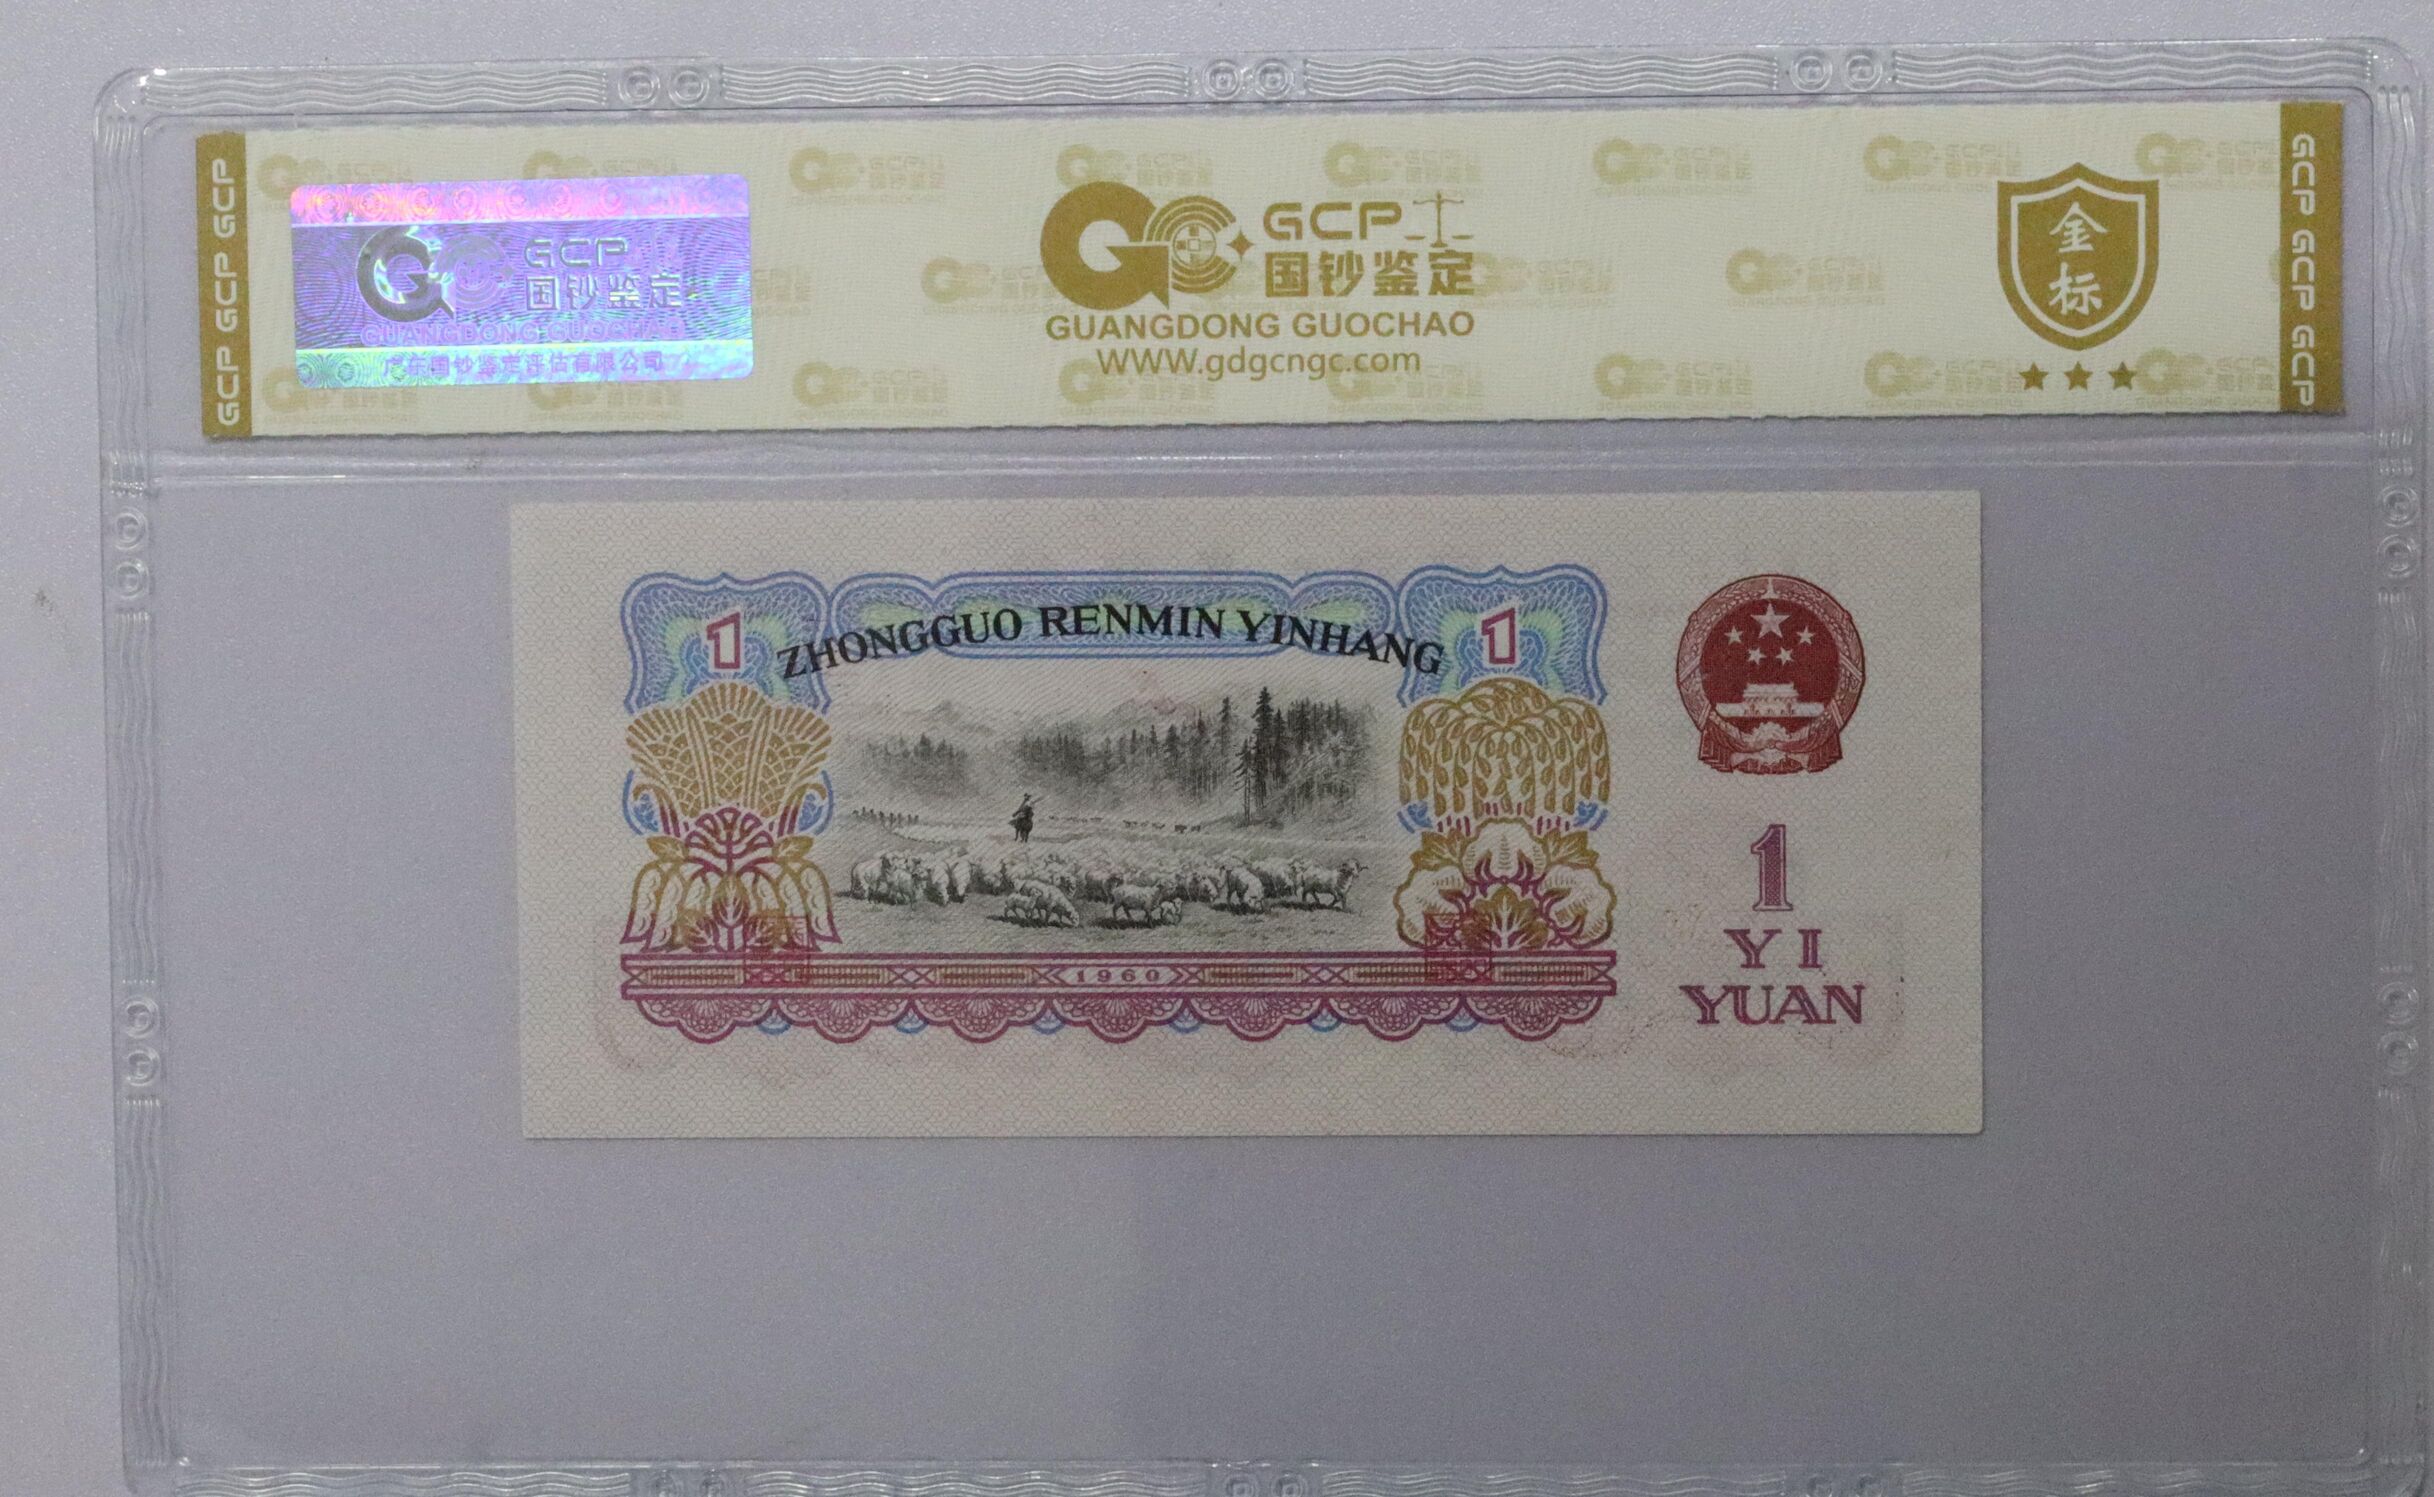 GCP GCP GCP
GCP
国钞鉴定
GUANGDONG GUOCHAO
广东国钞鉴定评估有限公司
GCP
国钞鉴定
GUANGDONG GUOCHAO
WWW.gdgcngc.com
金
标
GCP GCP GCP
ZHONGGUO RENMIN YINHANG
1
1
1960
1
YI
YUAN